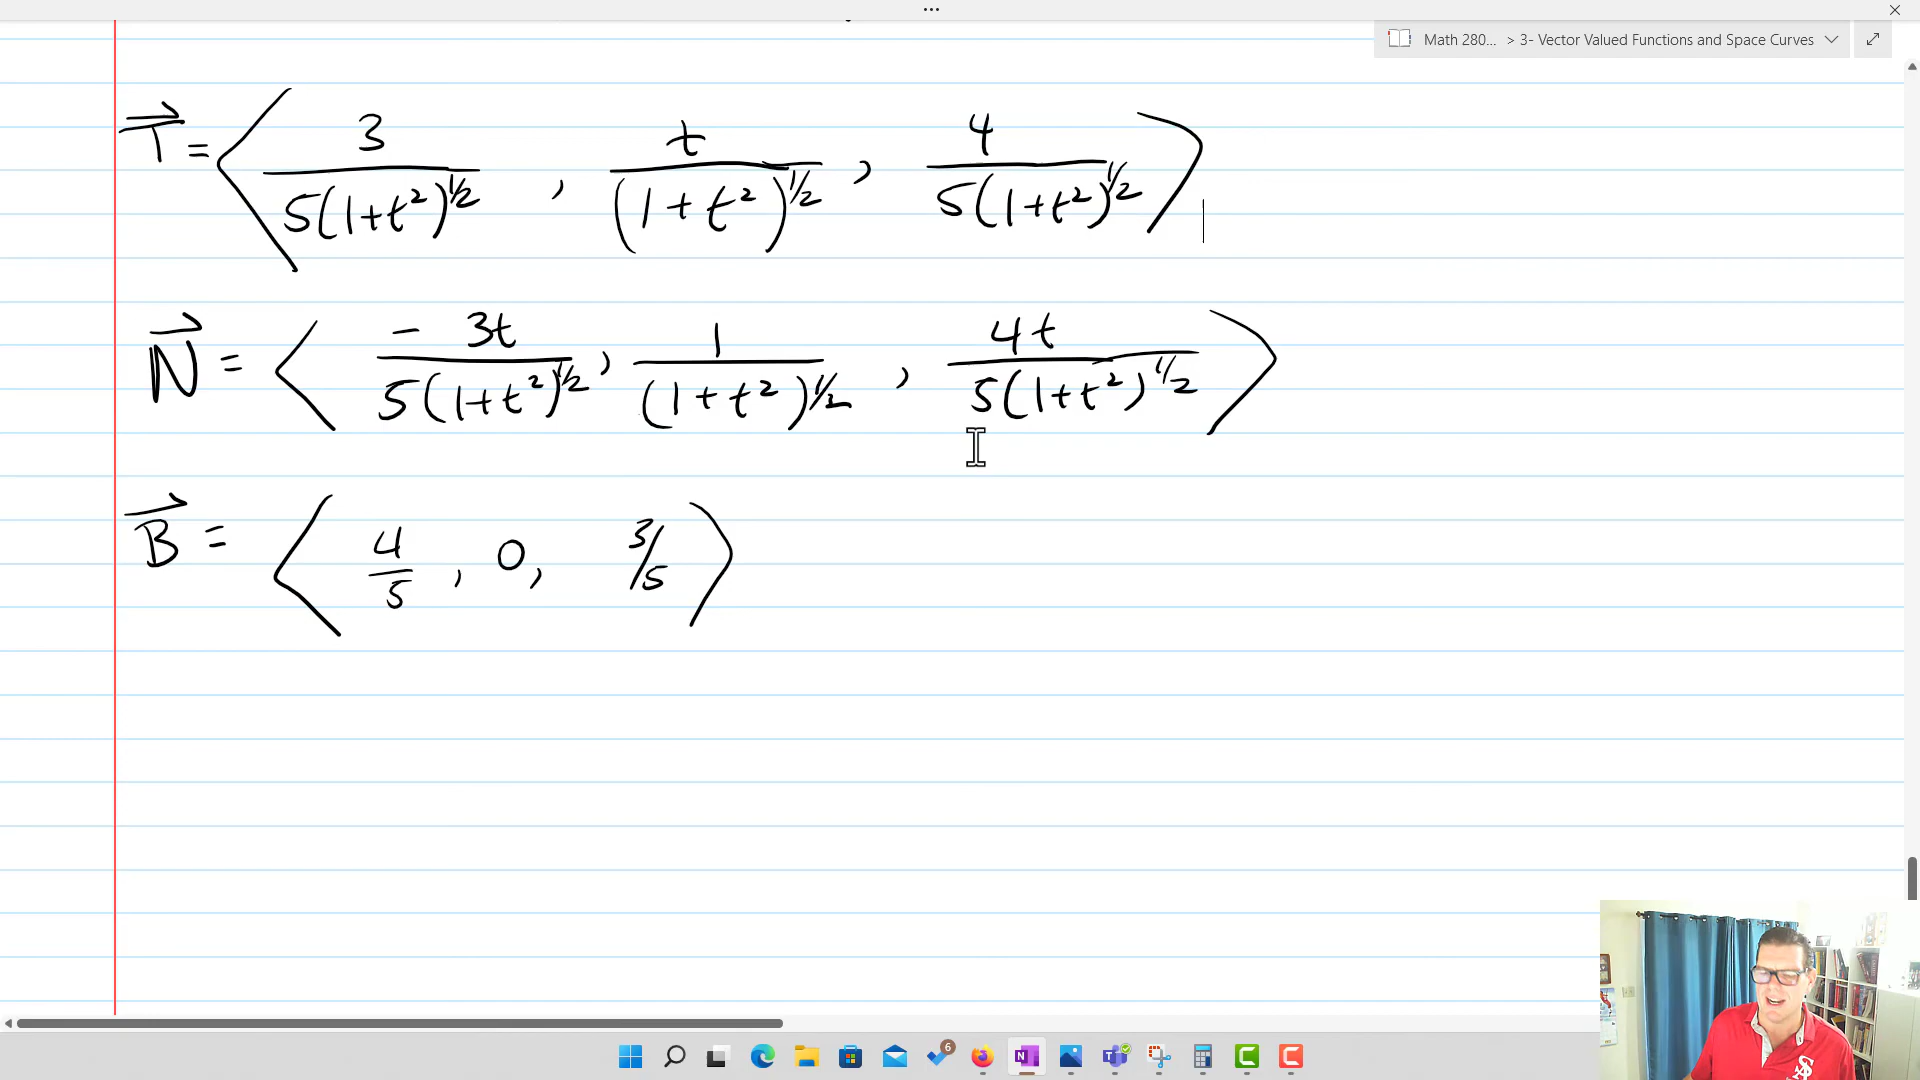 Math 280... > 3- Vector Valued Functions and Space Curves
T⃗ = ⟨ 3/(5(1+t²)^{1/2}) , t/(1+t²)^{1/2} , 4/(5(1+t²)^{1/2}) ⟩
N⃗ = ⟨ -3t/(5(1+t²)^{1/2}) , 1/(1+t²)^{1/2} , 4t/(5(1+t²)^{1/2}) ⟩
B⃗ = ⟨ 4/5 , 0 , 3/5 ⟩
6